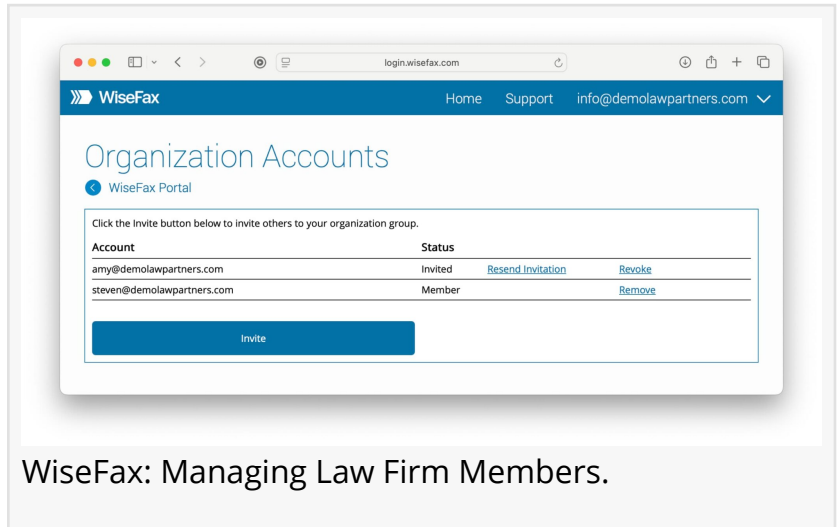 login.wisefax.com
WiseFax Home Support info@demolawpartners.com
Organization Accounts
WiseFax Portal
Click the Invite button below to invite others to your organization group.
Account Status
amy@demolawpartners.com Invited Resend Invitation Revoke
steven@demolawpartners.com Member Remove
Invite
WiseFax: Managing Law Firm Members.